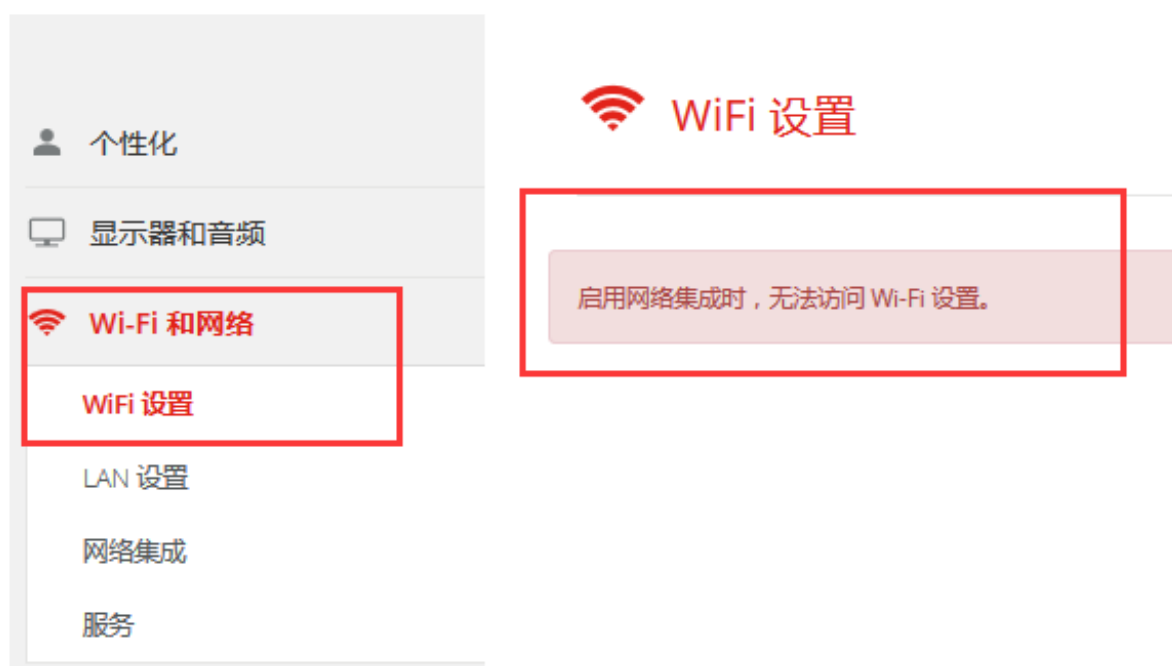 个性化
显示器和音频
Wi-Fi 和网络
WiFi 设置
LAN 设置
网络集成
服务
WiFi 设置
启用网络集成时，无法访问 Wi-Fi 设置。